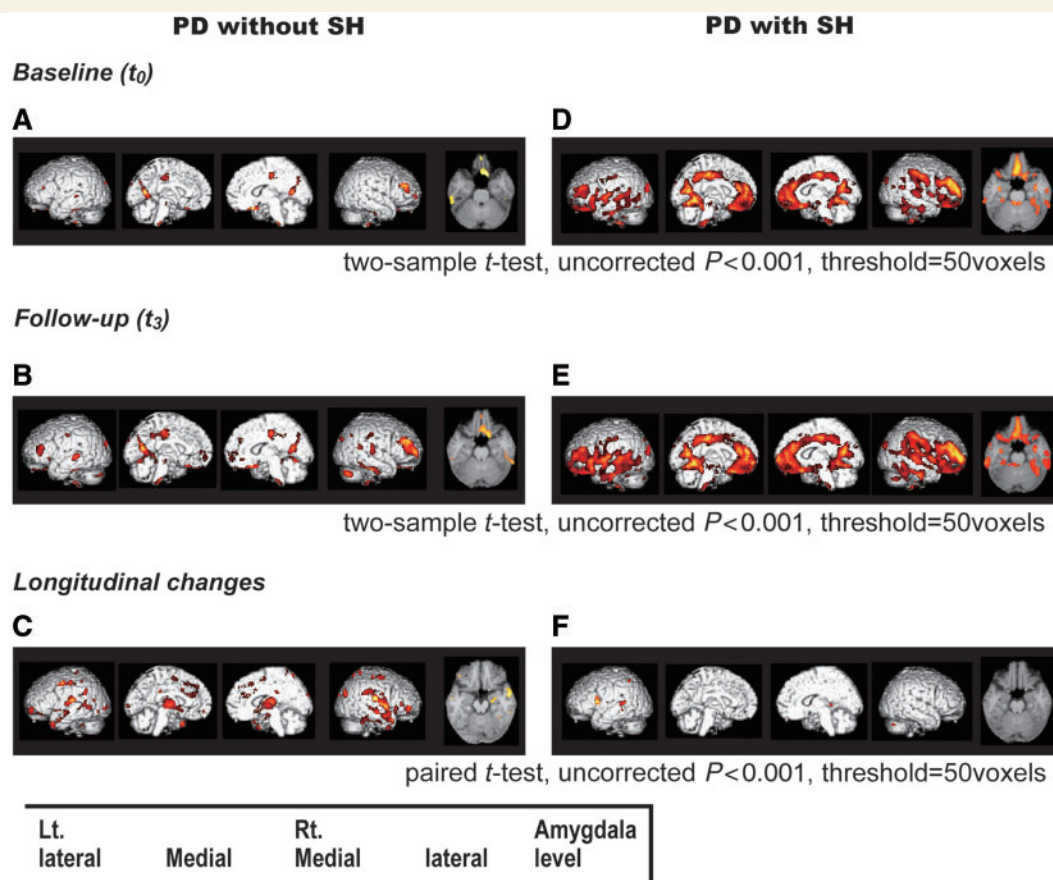 PD without SH
PD with SH
Baseline (t0)
A
D
two-sample t-test, uncorrected P<0.001, threshold=50voxels
Follow-up (t3)
B
E
two-sample t-test, uncorrected P<0.001, threshold=50voxels
Longitudinal changes
C
F
paired t-test, uncorrected P<0.001, threshold=50voxels
Lt. Rt. Amygdala
lateral Medial Medial lateral level